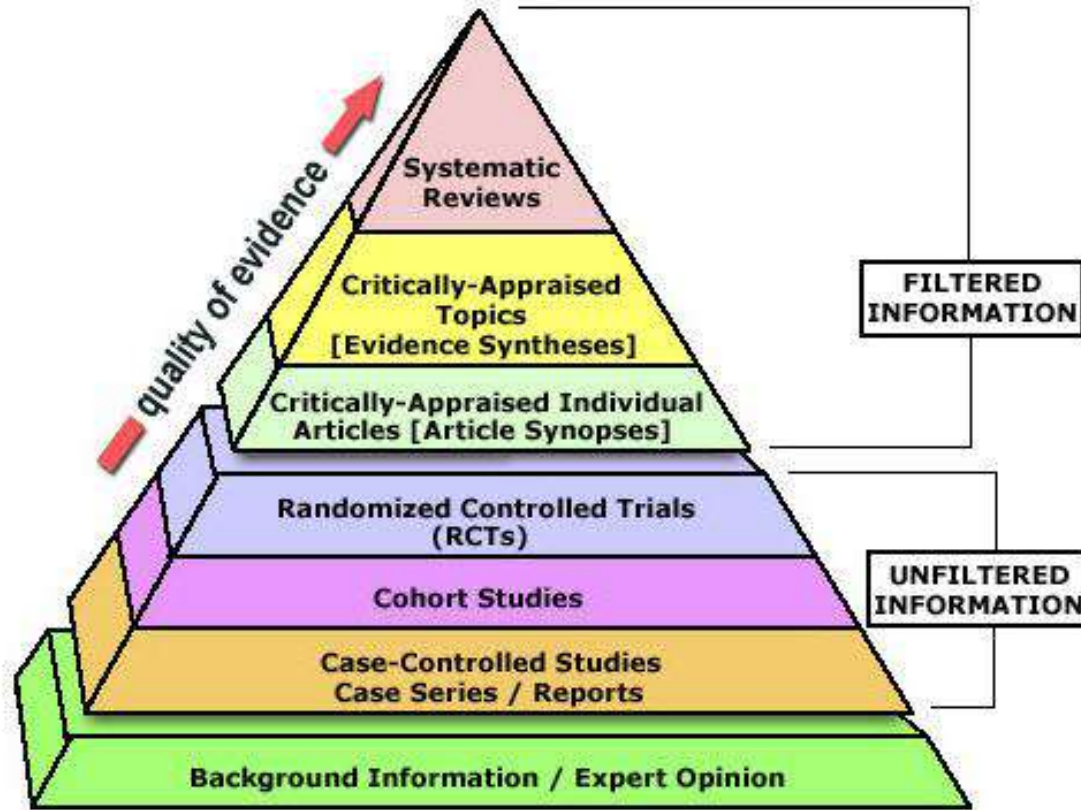 quality of evidence
Systematic
Reviews
Critically-Appraised
Topics
[Evidence Syntheses]
FILTERED
INFORMATION
Critically-Appraised Individual
Articles [Article Synopses]
Randomized Controlled Trials
(RCTs)
UNFILTERED
INFORMATION
Cohort Studies
Case-Controlled Studies
Case Series / Reports
Background Information / Expert Opinion